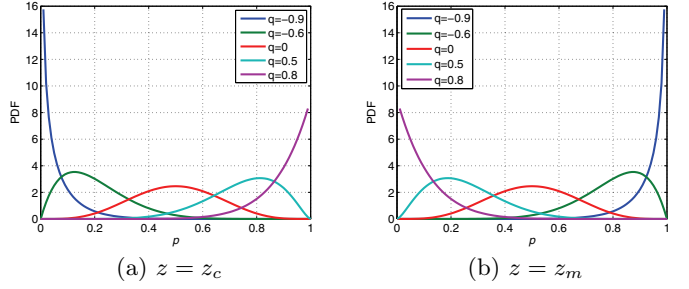 16
14
12
10
8
6
4
2
0
PDF
0
0.2
0.4
0.6
0.8
1
p
q=−0.9
q=−0.6
q=0
q=0.5
q=0.8
(a) z = z_c
16
14
12
10
8
6
4
2
0
PDF
0
0.2
0.4
0.6
0.8
1
p
q=−0.9
q=−0.6
q=0
q=0.5
q=0.8
(b) z = z_m